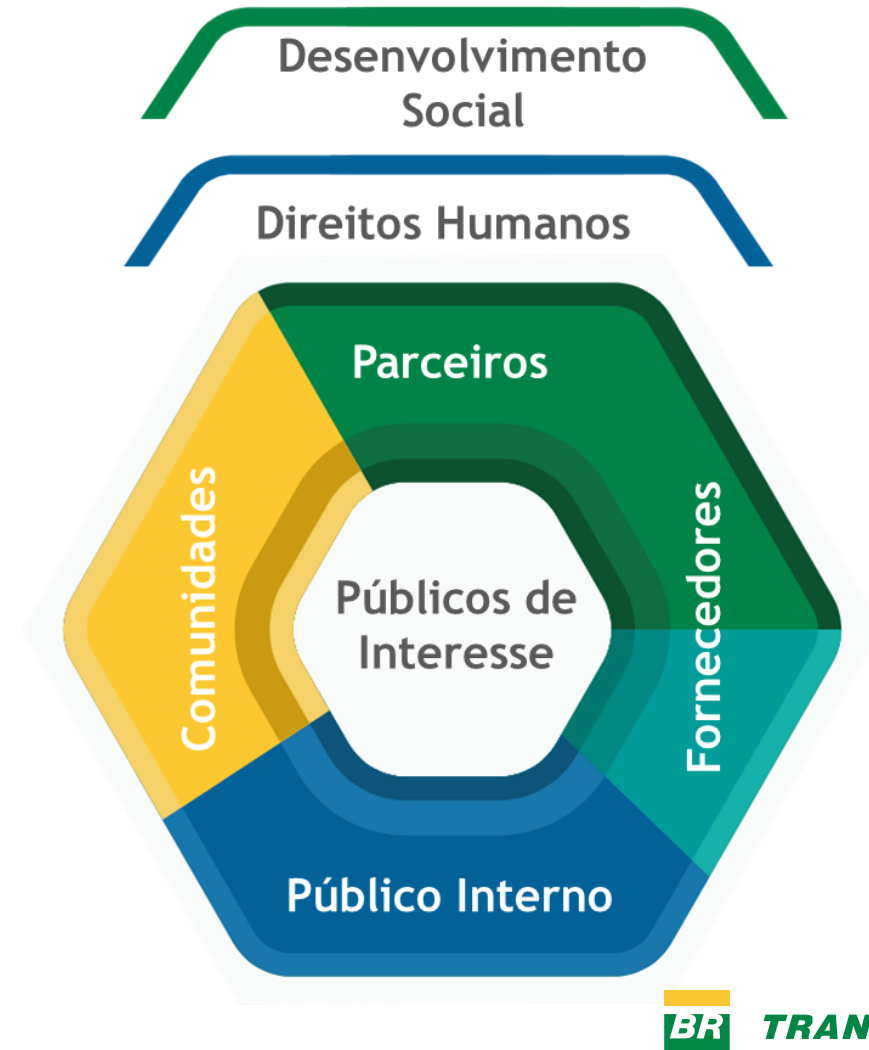 Desenvolvimento
Social
Direitos Humanos
Parceiros
Comunidades
Fornecedores
Públicos de
Interesse
Público Interno
BR TRAN